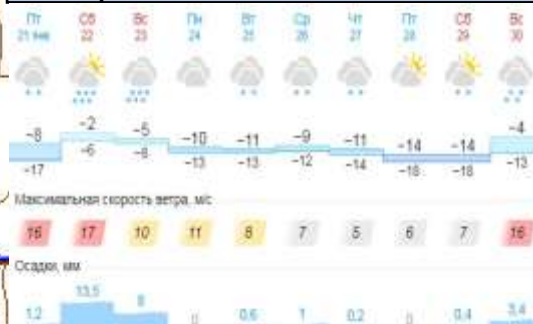 Пт Сб Вс Пн Вт Ср Чт Пт Сб Вс
21 янв 22 23 24 25 26 27 28 29 30
-8 -2 -5 -10 -11 -9 -11 -14 -14 -4
-17 -6 -8 -13 -13 -12 -14 -18 -18 -13
Максимальная скорость ветра, м/с
16 17 10 11 8 7 5 6 7 16
Осадки, мм
1,2 13,5 8 0 0,6 1 0,2 0 0,4 3,4